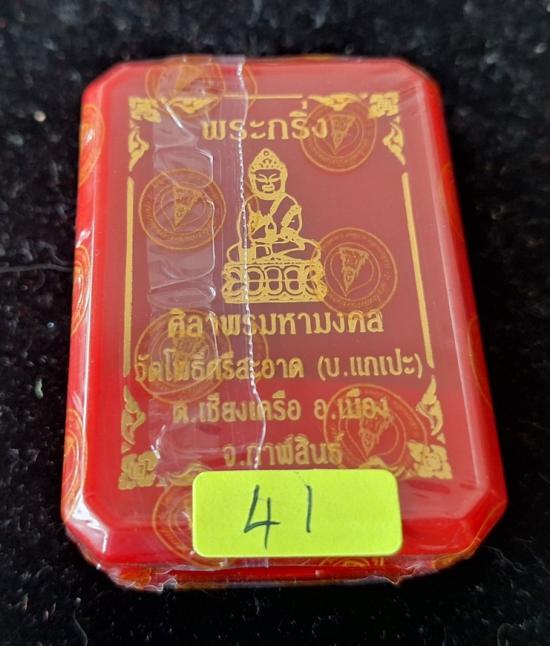 พระกริ่ง
ศิลาพรมหามงคล
วัดโพธิ์ศรีสะอาด (บ.แกเปะ)
ต.เชียงเครือ อ.เมือง
จ.กาฬสินธุ์
41